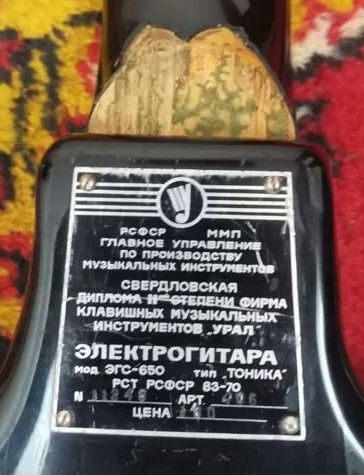 РСФСР ММП
ГЛАВНОЕ УПРАВЛЕНИЕ
ПО ПРОИЗВОДСТВУ
МУЗЫКАЛЬНЫХ ИНСТРУМЕНТОВ
СВЕРДЛОВСКАЯ
ДИПЛОМА II СТЕПЕНИ ФИРМА
КЛАВИШНЫХ МУЗЫКАЛЬНЫХ
ИНСТРУМЕНТОВ „УРАЛ"
ЭЛЕКТРОГИТАРА
МОД. ЭГС-650 ТИП „ТОНИКА"
РСТ РСФСР 83-70
N АРТ.
ЦЕНА